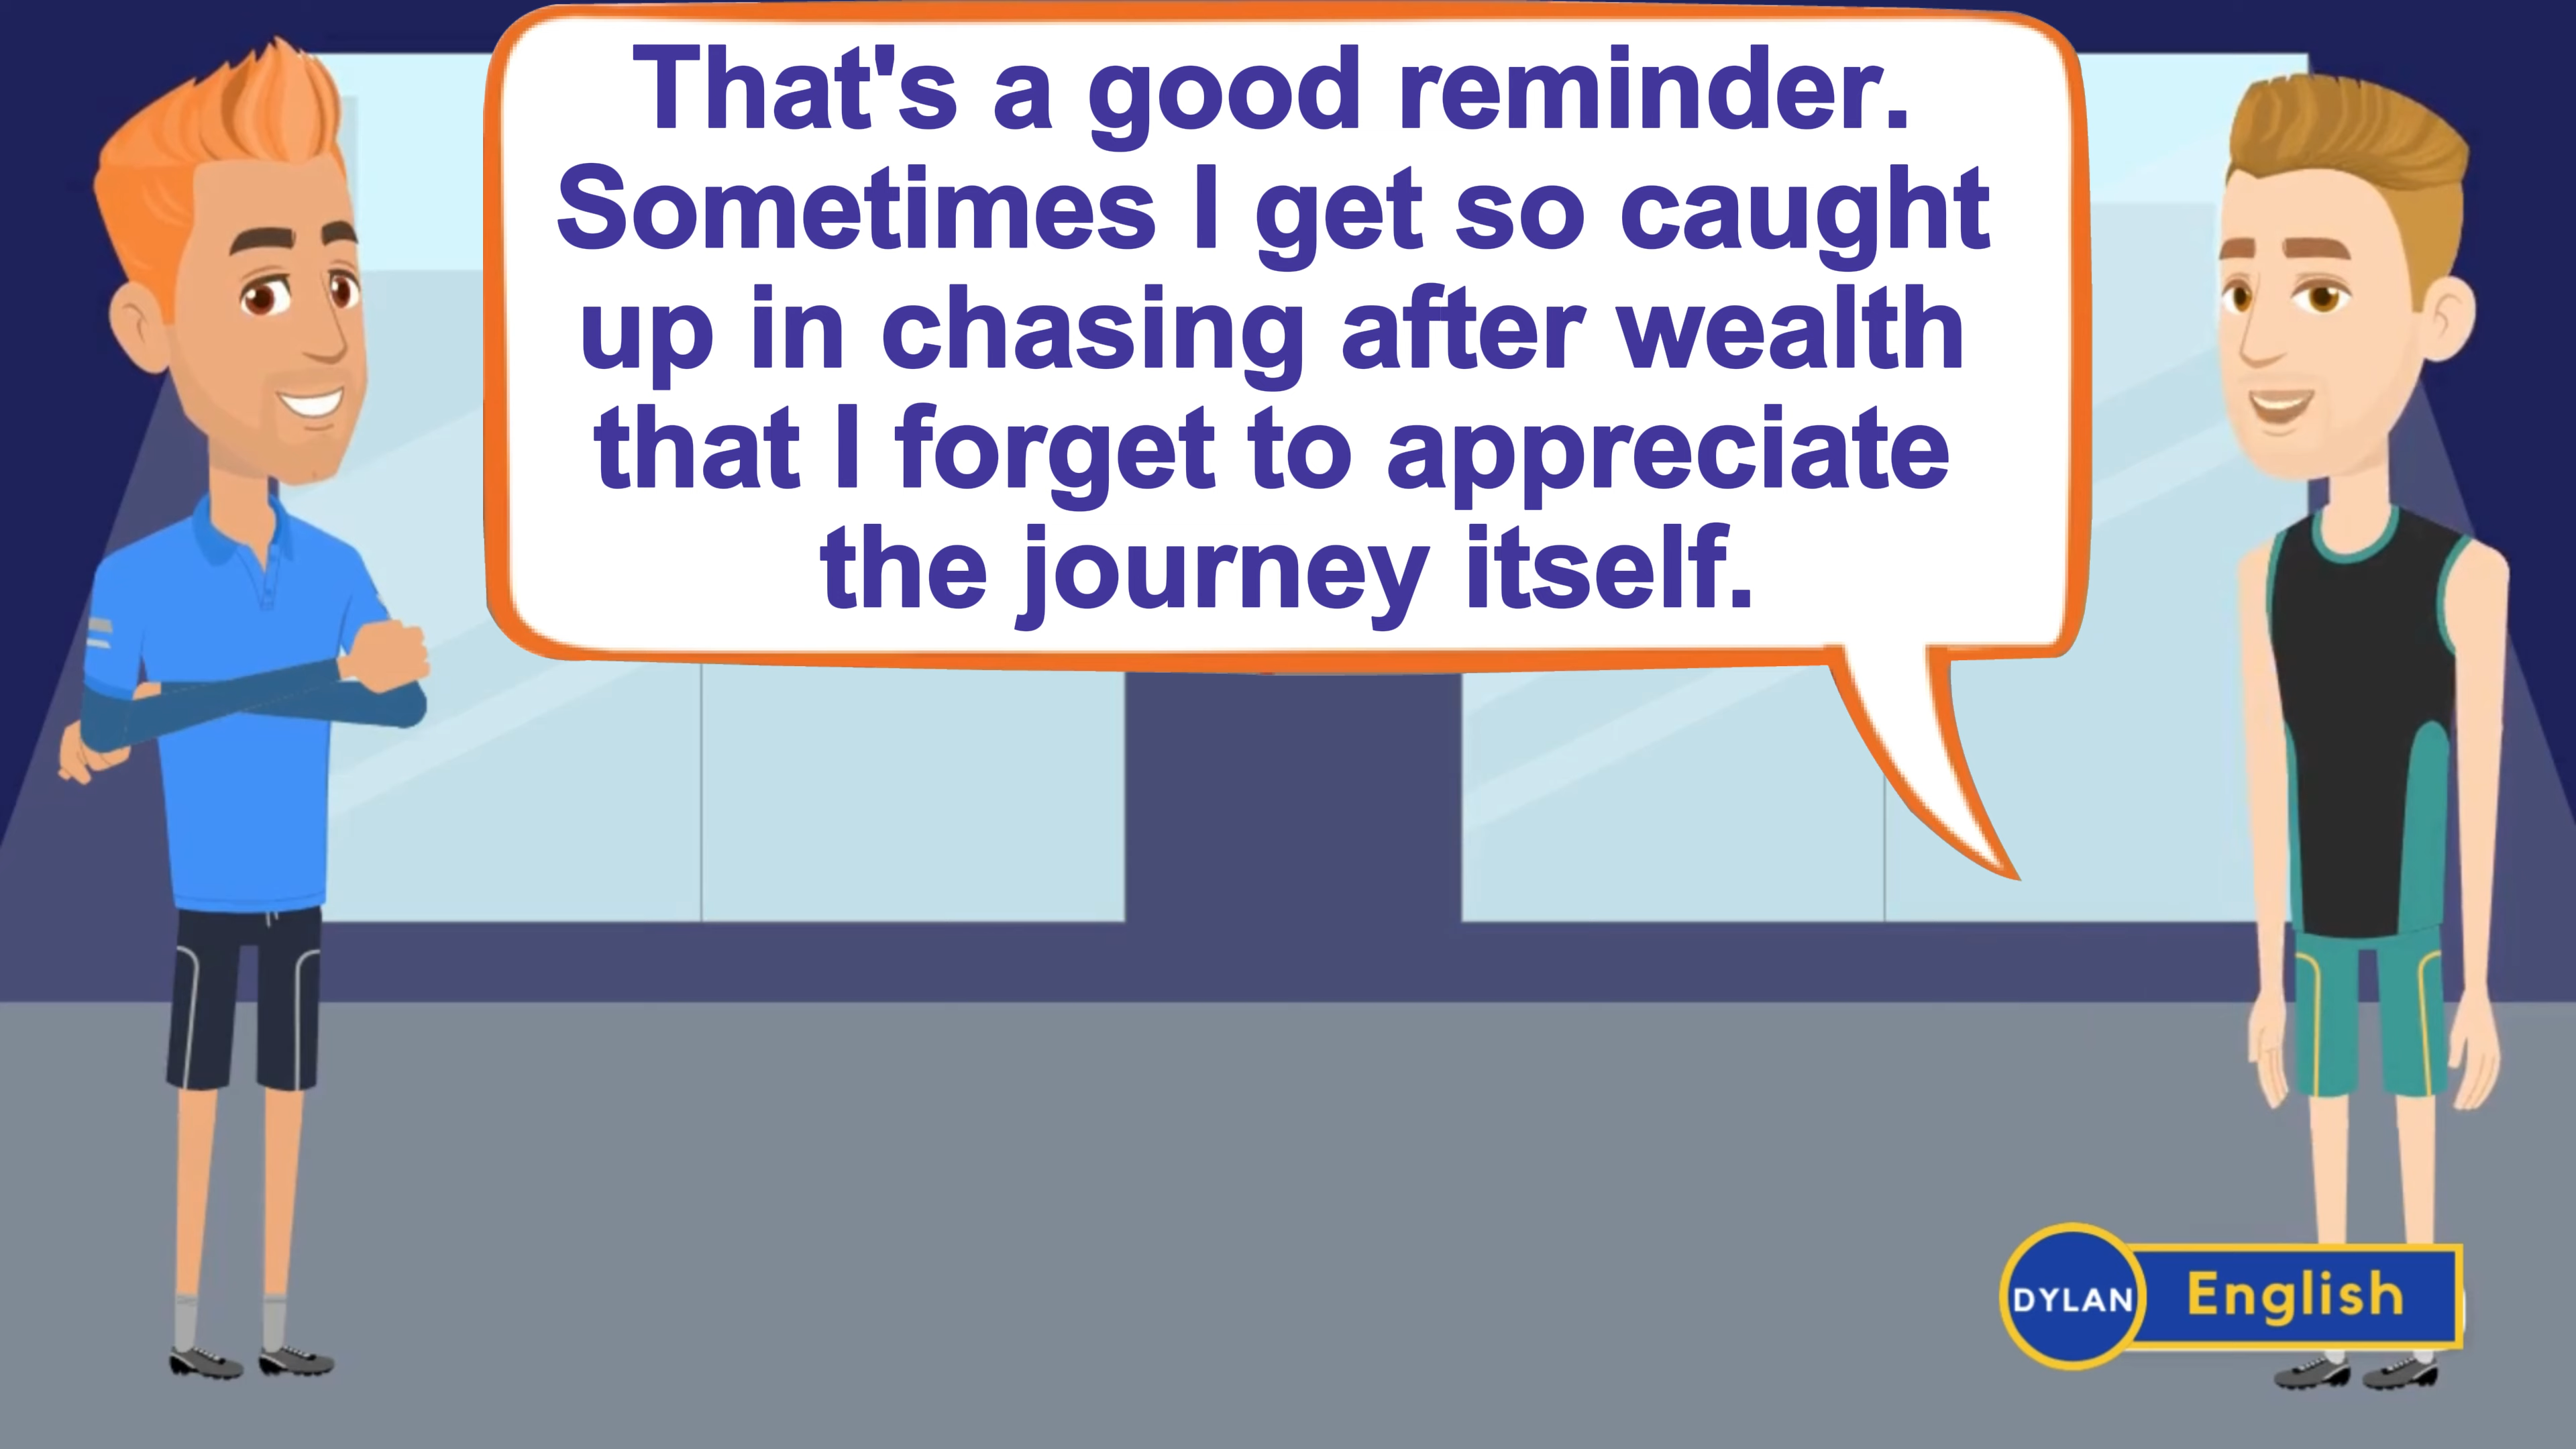 That's a good reminder.
Sometimes I get so caught
up in chasing after wealth
that I forget to appreciate
the journey itself.
DYLAN English